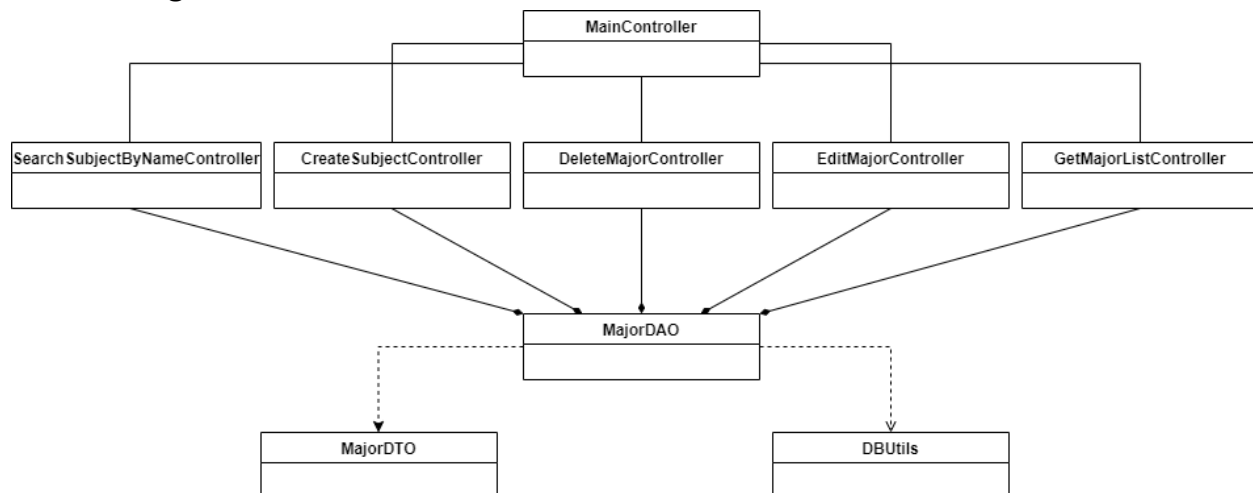 MainController
SearchSubjectByNameController
CreateSubjectController
DeleteMajorController
EditMajorController
GetMajorListController
MajorDAO
MajorDTO
DBUtils